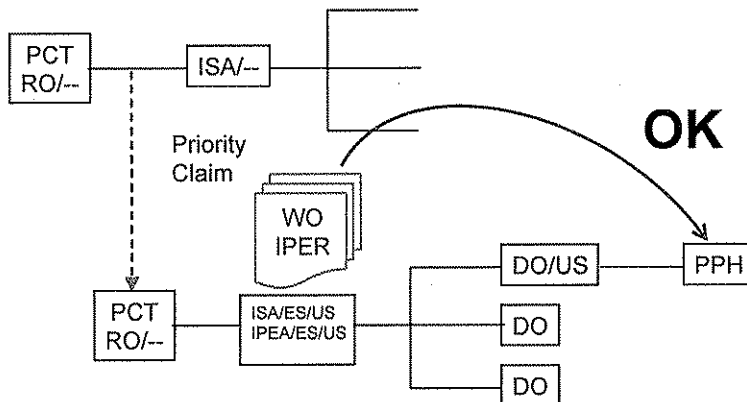 PCT
RO/--
ISA/--
OK
Priority
Claim
WO
IPER
DO/US
PPH
PCT
RO/--
ISA/ES/US
IPEA/ES/US
DO
DO